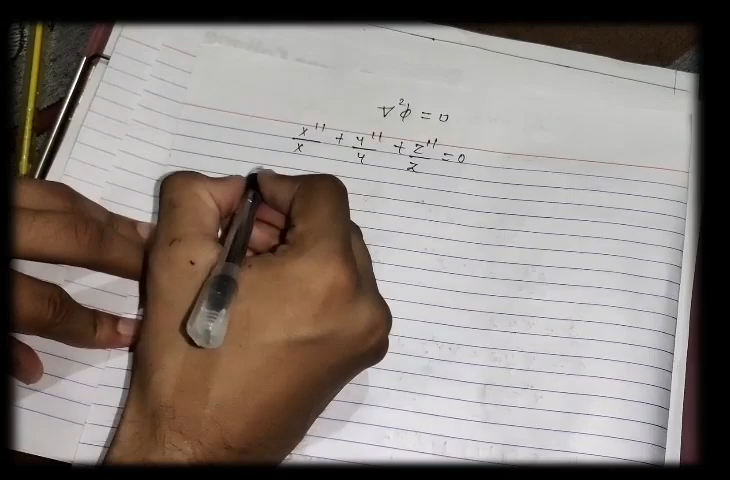 ∇²φ = 0
x''/x + y''/y + z''/z = 0